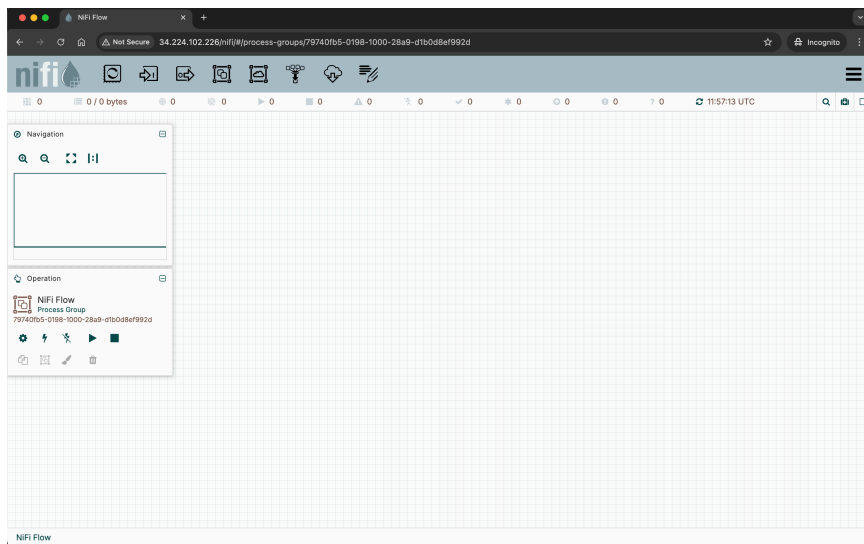 NiFi Flow
Not Secure 34.224.102.226/nifi/#/process-groups/79740fb5-0198-1000-28a9-d1b0d8ef992d
Incognito
nifi
0 0 / 0 bytes 0 0 0 0 0 0 0 0 0 0 ? 0 11:57:13 UTC
Navigation
Operation
NiFi Flow
Process Group
79740fb5-0198-1000-28a9-d1b0d8ef992d
NiFi Flow